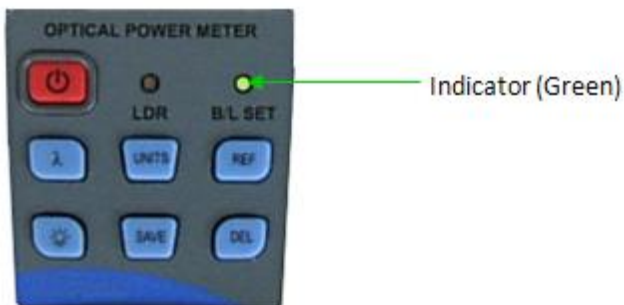 OPTICAL POWER METER
Indicator (Green)
LDR B/L SET
λ UNITS REF
SAVE DEL